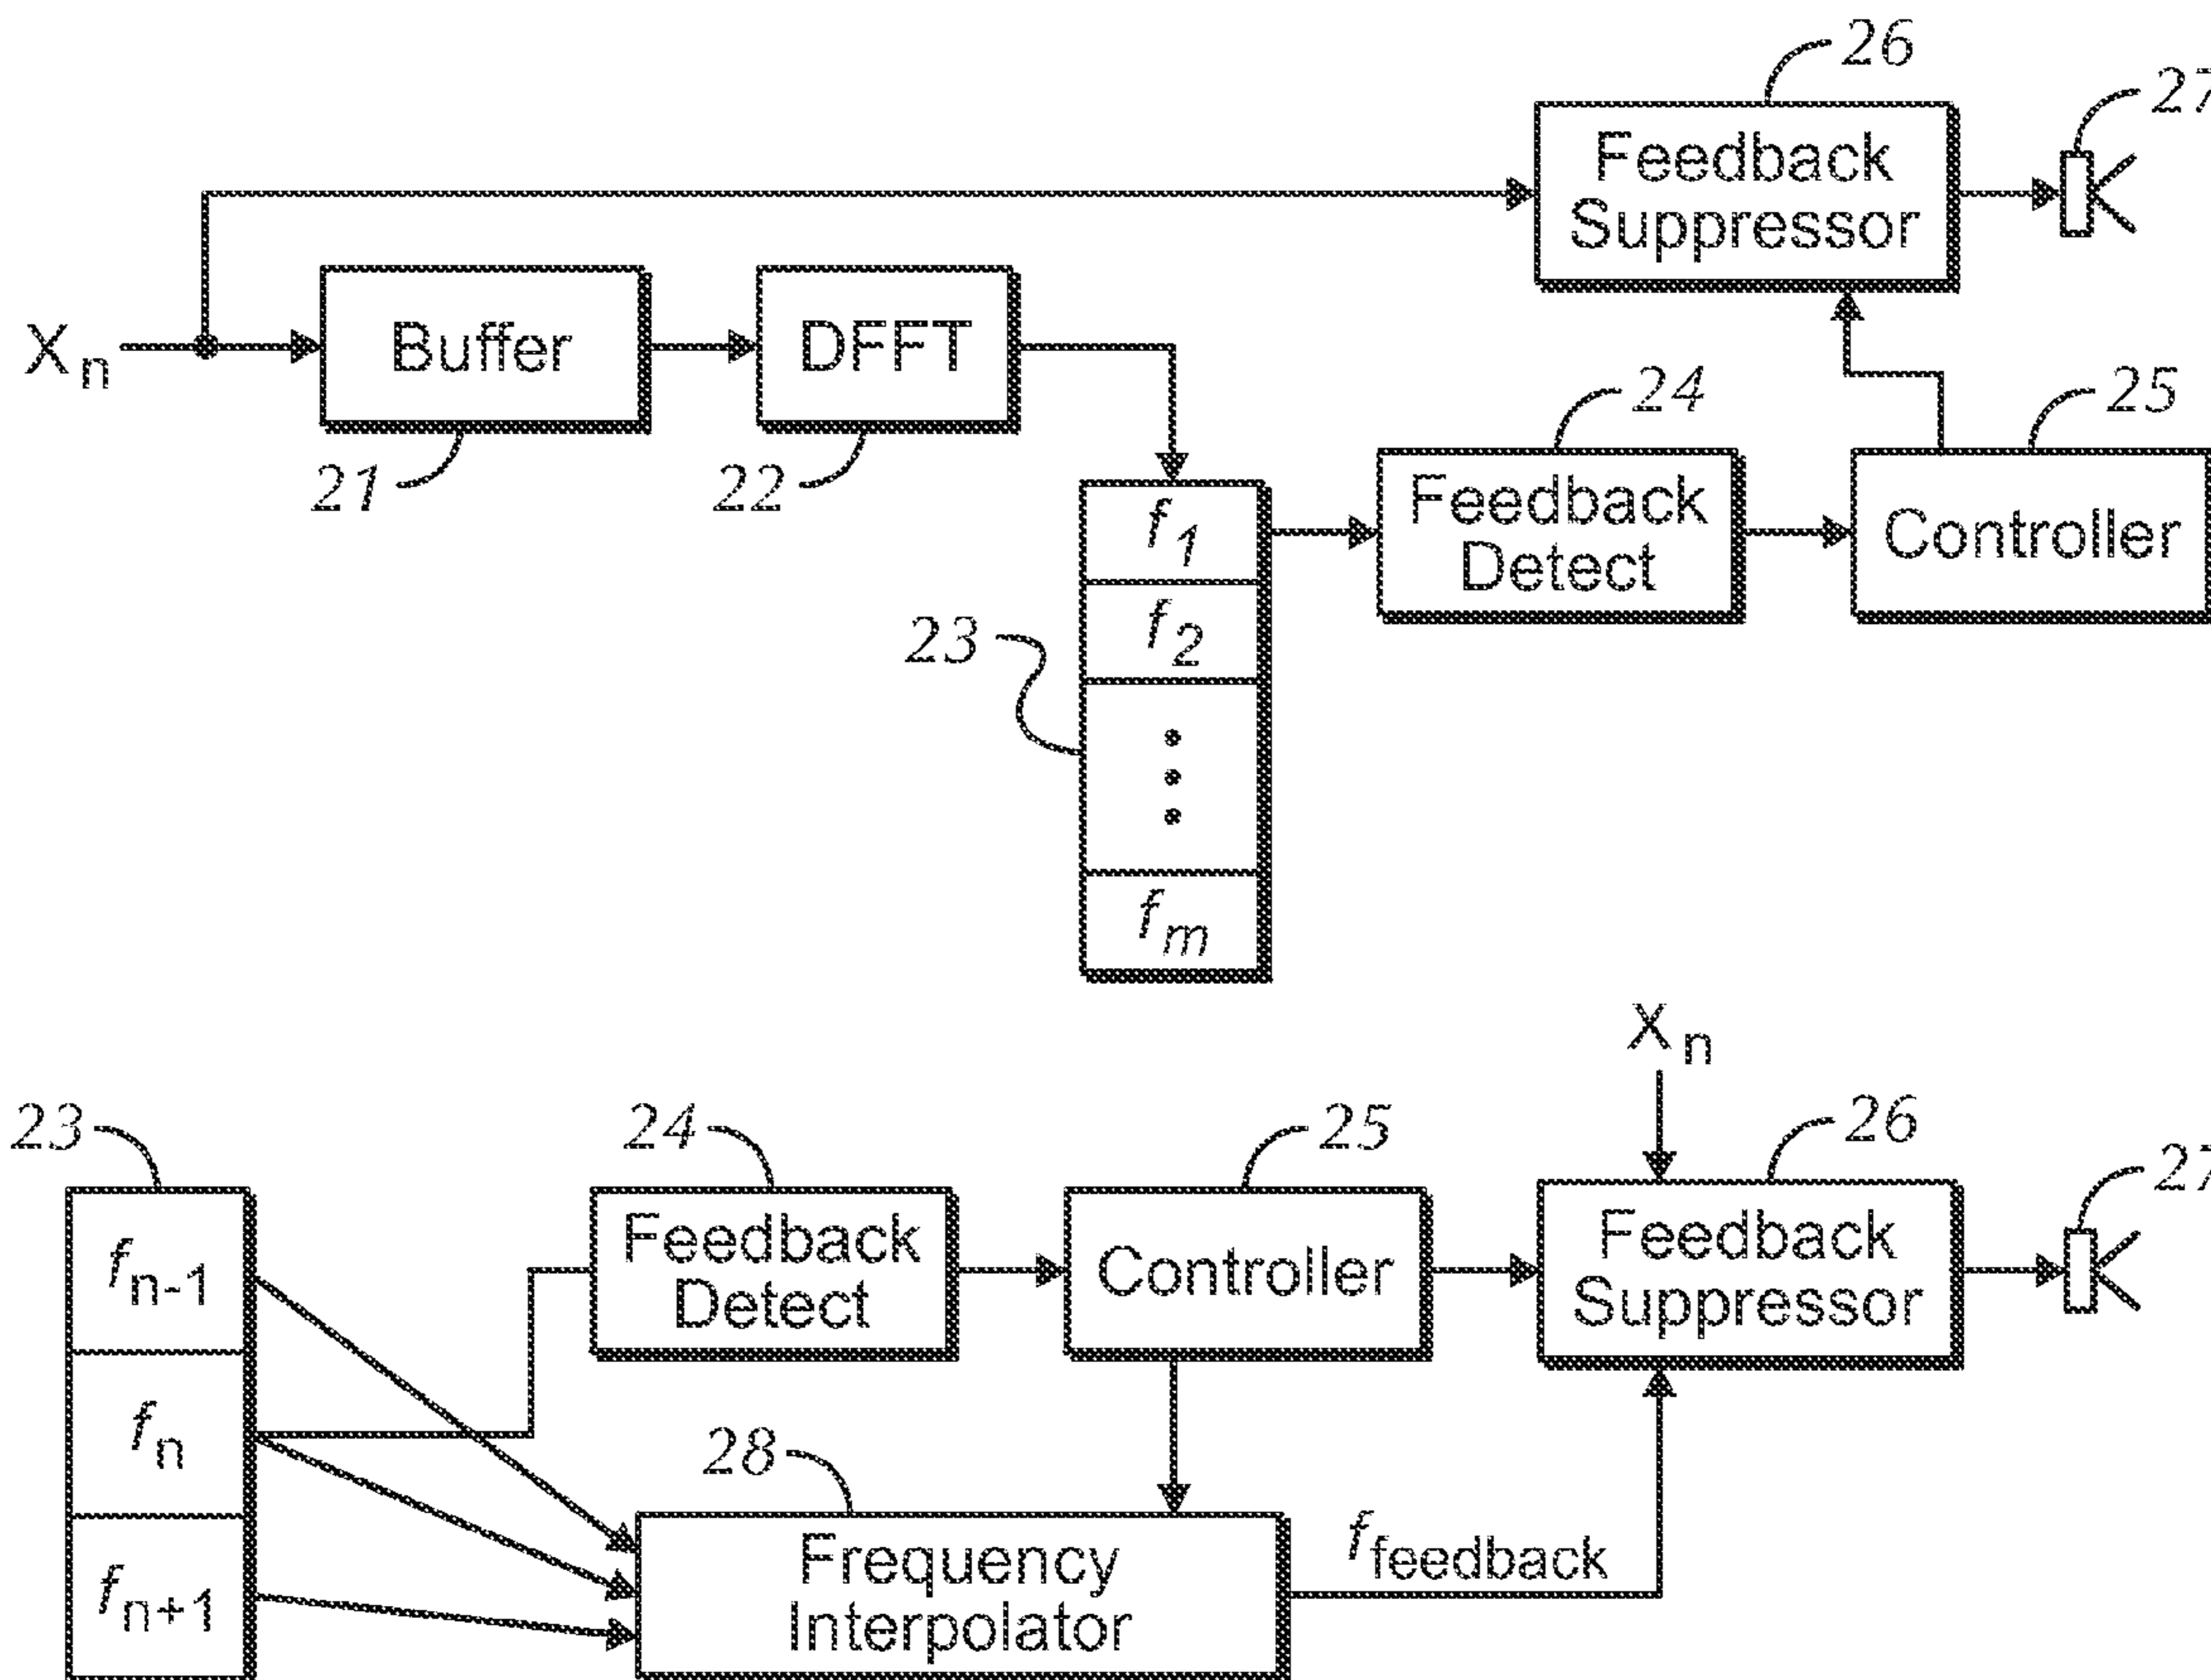 26
27
Feedback
Suppressor
Xn
Buffer
DFFT
21
22
24
25
f1
Feedback
Detect
Controller
f2
23
fm
Xn
23
24
25
26
27
fn-1
Feedback
Detect
Controller
Feedback
Suppressor
fn
28
Frequency
Interpolator
ffeedback
fn+1